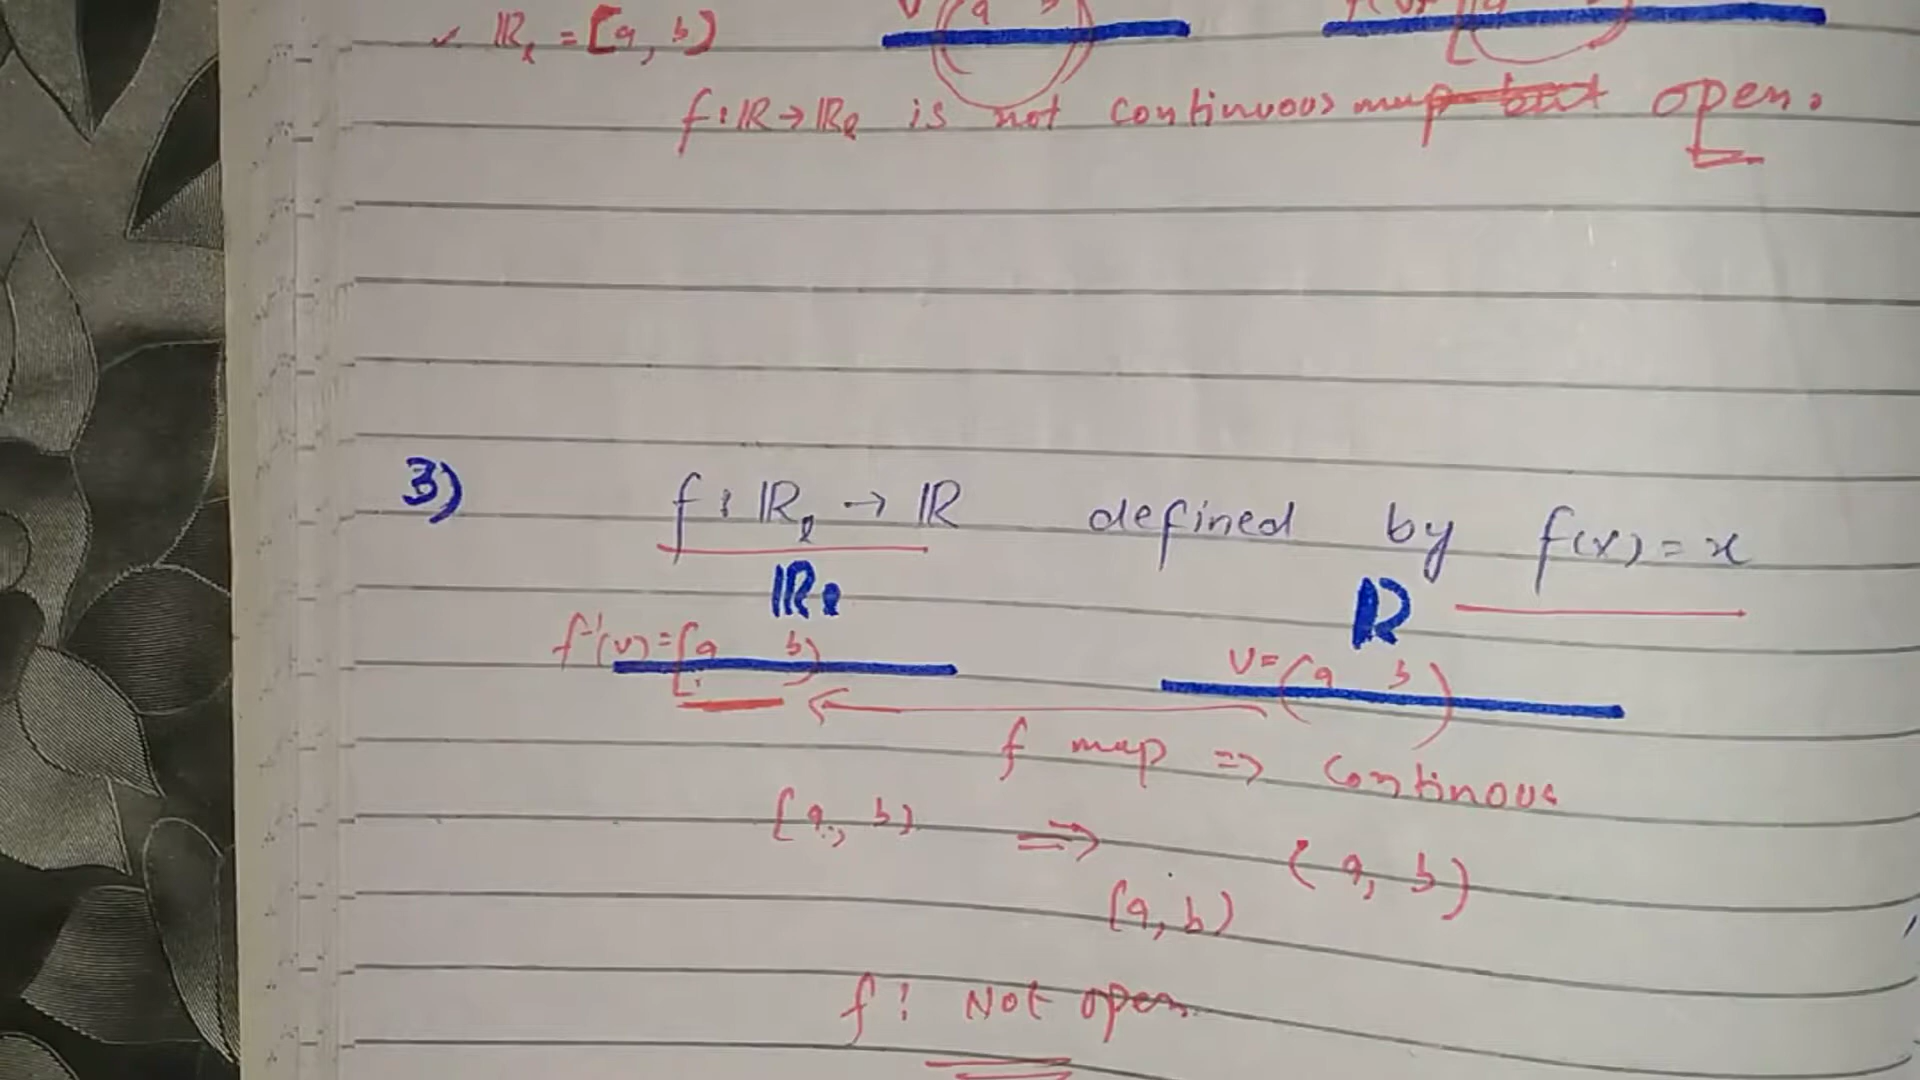 ✓ ℝₗ = [a, b)
f: ℝ → ℝₗ is not continuous map but open.
3) f: ℝₗ → ℝ defined by f(x) = x
ℝₗ ℝ
f⁻¹(v) = [a b) V = (a b)
f map ⇒ Continous
[a, b) ⇒ (a, b)
[a, b)
f: Not open